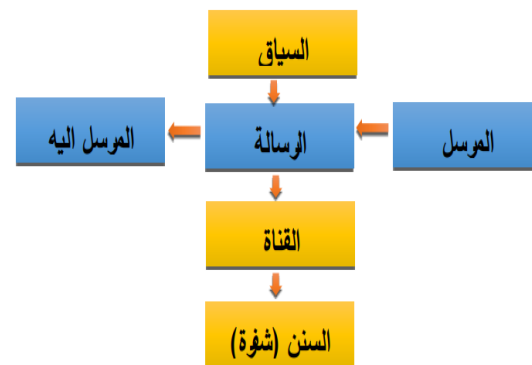 السياق
المرسل
الرسالة
المرسل اليه
القناة
السنن (شفرة)